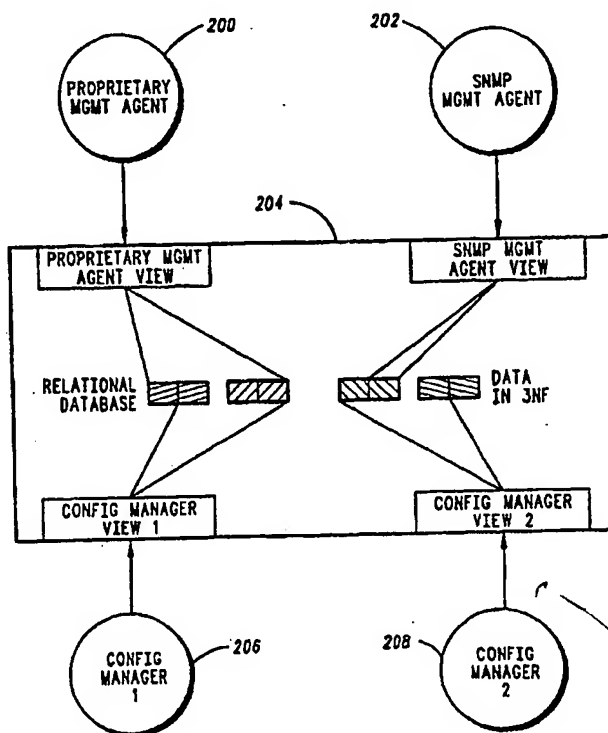 200
202
PROPRIETARY
MGMT AGENT
SNMP
MGMT AGENT
204
PROPRIETARY MGMT
AGENT VIEW
SNMP MGMT
AGENT VIEW
RELATIONAL
DATABASE
DATA
IN 3NF
CONFIG MANAGER
VIEW 1
CONFIG MANAGER
VIEW 2
CONFIG
MANAGER
1
206
208
CONFIG
MANAGER
2